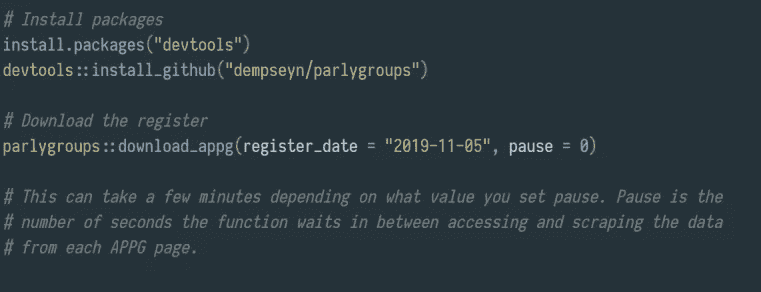 # Install packages
install.packages("devtools")
devtools::install_github("dempseyn/parlygroups")
# Download the register
parlygroups::download_appg(register_date = "2019-11-05", pause = 0)
# This can take a few minutes depending on what value you set pause. Pause is the
# number of seconds the function waits in between accessing and scraping the data
# from each APPG page.